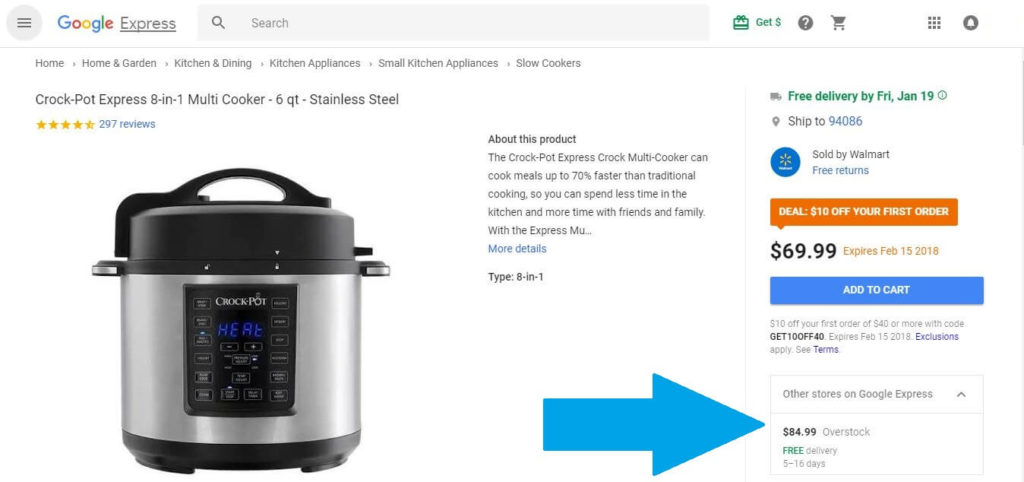 Google Express
Search
Get $
Home › Home & Garden › Kitchen & Dining › Kitchen Appliances › Small Kitchen Appliances › Slow Cookers
Crock-Pot Express 8-in-1 Multi Cooker - 6 qt - Stainless Steel
297 reviews
CROCK-POT
HEAt
About this product
The Crock-Pot Express Crock Multi-Cooker can
cook meals up to 70% faster than traditional
cooking, so you can spend less time in the
kitchen and more time with friends and family.
With the Express Mu...
More details
Type: 8-in-1
Free delivery by Fri, Jan 19
Ship to 94086
Walmart
Sold by Walmart
Free returns
DEAL: $10 OFF YOUR FIRST ORDER
$69.99 Expires Feb 15 2018
ADD TO CART
$10 off your first order of $40 or more with code
GET10OFF40. Expires Feb 15 2018. Exclusions
apply. See Terms.
Other stores on Google Express
$84.99 Overstock
FREE delivery
5–16 days